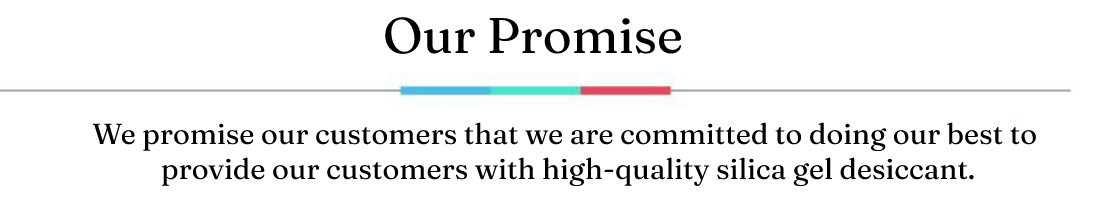 Our Promise
We promise our customers that we are committed to doing our best to
provide our customers with high-quality silica gel desiccant.